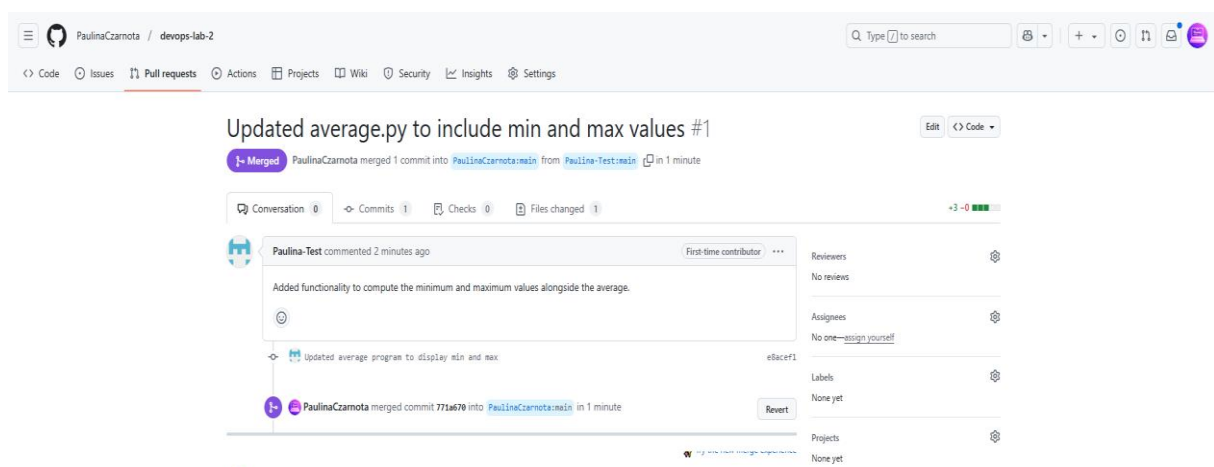 PaulinaCzarnota / devops-lab-2
Type / to search
Code Issues Pull requests Actions Projects Wiki Security Insights Settings
Updated average.py to include min and max values #1
Edit Code
Merged PaulinaCzarnota merged 1 commit into PaulinaCzarnota:main from Paulina-Test:main in 1 minute
Conversation 0 Commits 1 Checks 0 Files changed 1
+3 -0
Paulina-Test commented 2 minutes ago
First-time contributor
Added functionality to compute the minimum and maximum values alongside the average.
Updated average program to display min and max
e8acef1
PaulinaCzarnota merged commit 771a670 into PaulinaCzarnota:main in 1 minute
Revert
Reviewers
No reviews
Assignees
No one—assign yourself
Labels
None yet
Projects
None yet